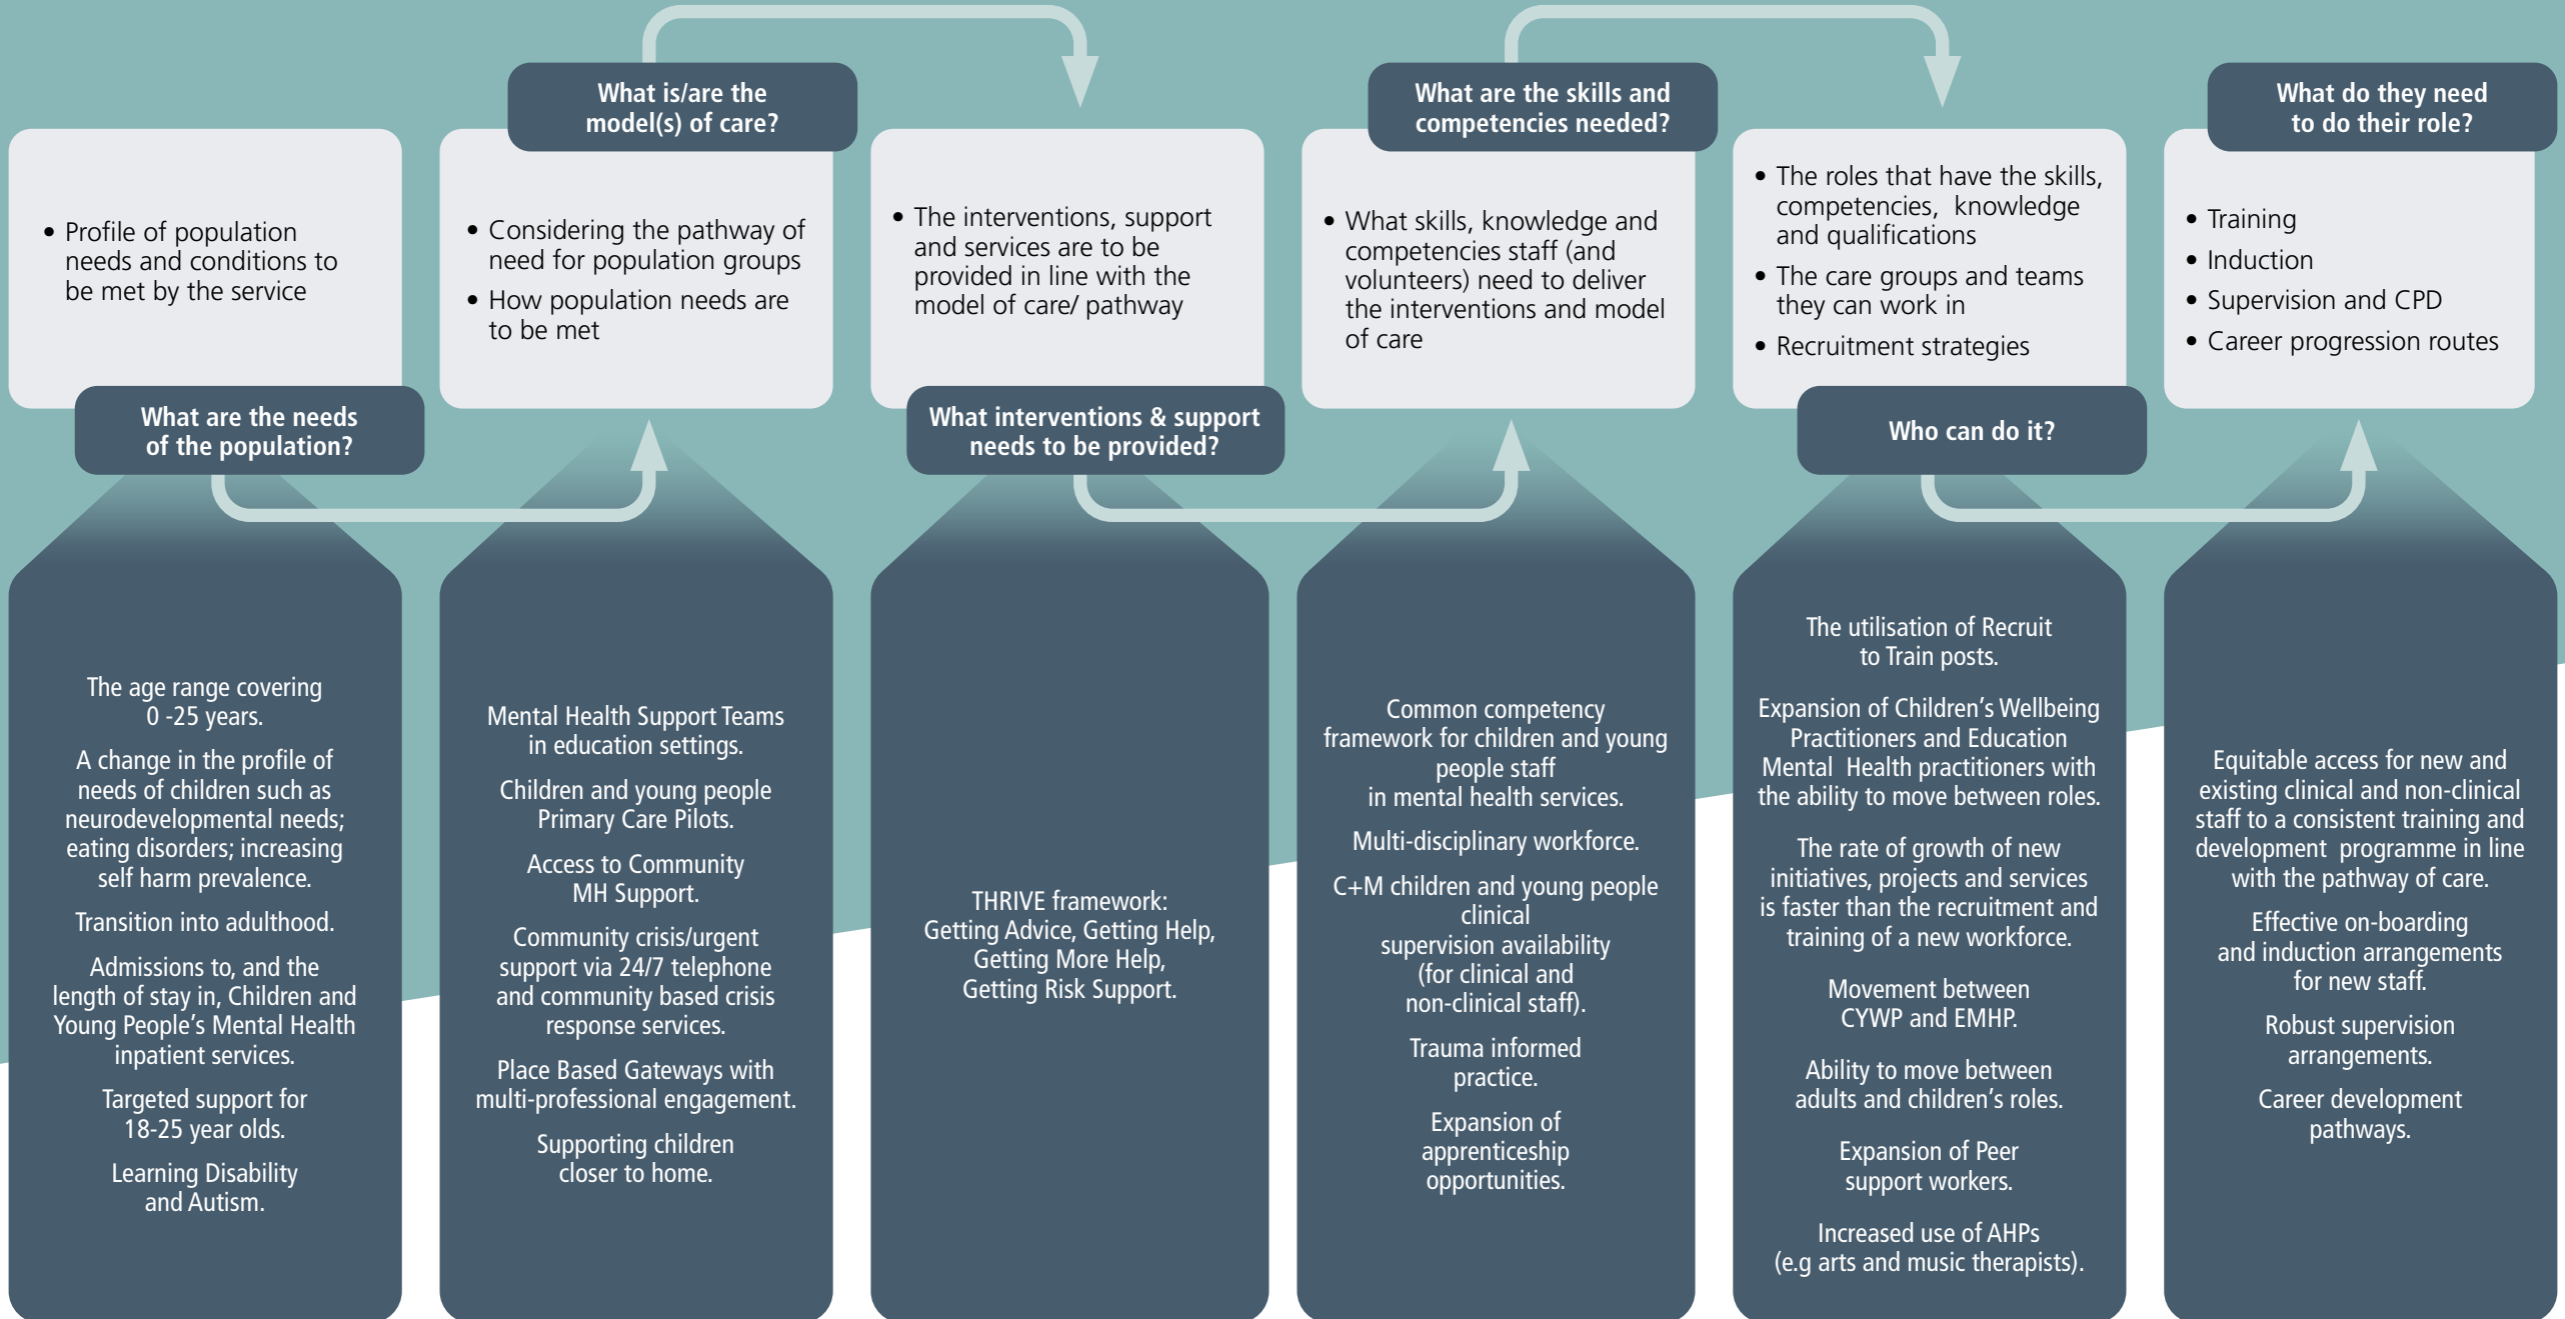 What are the needs
of the population?
• Profile of population
needs and conditions to
be met by the service
The age range covering
0 -25 years.
A change in the profile of
needs of children such as
neurodevelopmental needs;
eating disorders; increasing
self harm prevalence.
Transition into adulthood.
Admissions to, and the
length of stay in, Children and
Young People's Mental Health
inpatient services.
Targeted support for
18-25 year olds.
Learning Disability
and Autism.
What is/are the
model(s) of care?
• Considering the pathway of
need for population groups
• How population needs are
to be met
Mental Health Support Teams
in education settings.
Children and young people
Primary Care Pilots.
Access to Community
MH Support.
Community crisis/urgent
support via 24/7 telephone
and community based crisis
response services.
Place Based Gateways with
multi-professional engagement.
Supporting children
closer to home.
• The interventions, support
and services are to be
provided in line with the
model of care/ pathway
What interventions & support
needs to be provided?
THRIVE framework:
Getting Advice, Getting Help,
Getting More Help,
Getting Risk Support.
What are the skills and
competencies needed?
• What skills, knowledge and
competencies staff (and
volunteers) need to deliver
the interventions and model
of care
Common competency
framework for children and young
people staff
in mental health services.
Multi-disciplinary workforce.
C+M children and young people
clinical
supervision availability
(for clinical and
non-clinical staff).
Trauma informed
practice.
Expansion of
apprenticeship
opportunities.
• The roles that have the skills,
competencies, knowledge
and qualifications
• The care groups and teams
they can work in
• Recruitment strategies
Who can do it?
The utilisation of Recruit
to Train posts.
Expansion of Children's Wellbeing
Practitioners and Education
Mental Health practitioners with
the ability to move between roles.
The rate of growth of new
initiatives, projects and services
is faster than the recruitment and
training of a new workforce.
Movement between
CYWP and EMHP.
Ability to move between
adults and children's roles.
Expansion of Peer
support workers.
Increased use of AHPs
(e.g arts and music therapists).
What do they need
to do their role?
• Training
• Induction
• Supervision and CPD
• Career progression routes
Equitable access for new and
existing clinical and non-clinical
staff to a consistent training and
development programme in line
with the pathway of care.
Effective on-boarding
and induction arrangements
for new staff.
Robust supervision
arrangements.
Career development
pathways.